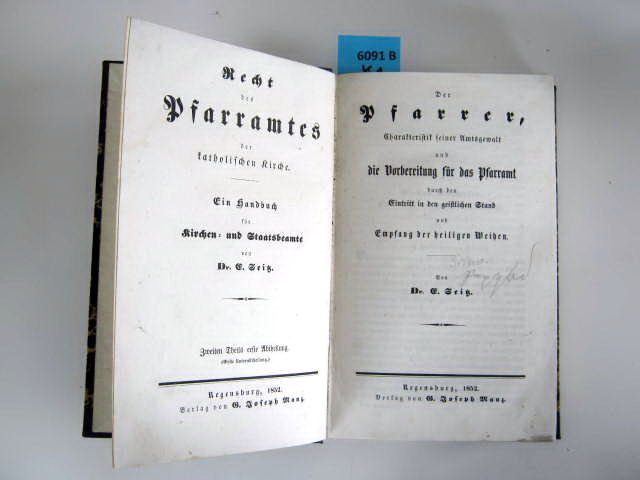 6091 B
Recht
des
Pfarramtes
der
katholischen Kirche.
Ein Handbuch
für
Kirchen- und Staatsbeamte
von
Dr. E. Seitz.
Zweiten Theils erste Abtheilung.
Regensburg, 1852.
Verlag von G. Joseph Manz.
Der
Pfarrer,
Charakteristik seiner Amtsgewalt
und
die Vorbereitung für das Pfarramt
durch den
Eintritt in den geistlichen Stand
und
Empfang der heiligen Weihen.
Von
Dr. E. Seitz.
Regensburg, 1852.
Verlag von G. Joseph Manz.